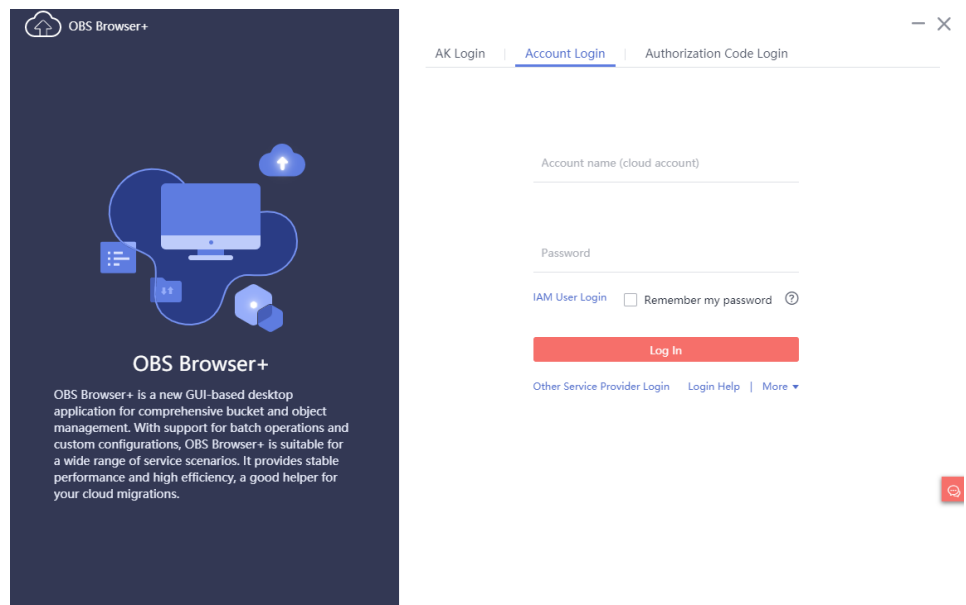 OBS Browser+
AK Login | Account Login | Authorization Code Login
Account name (cloud account)
Password
IAM User Login Remember my password ?
Log In
Other Service Provider Login Login Help | More
OBS Browser+
OBS Browser+ is a new GUI-based desktop
application for comprehensive bucket and object
management. With support for batch operations and
custom configurations, OBS Browser+ is suitable for
a wide range of service scenarios. It provides stable
performance and high efficiency, a good helper for
your cloud migrations.